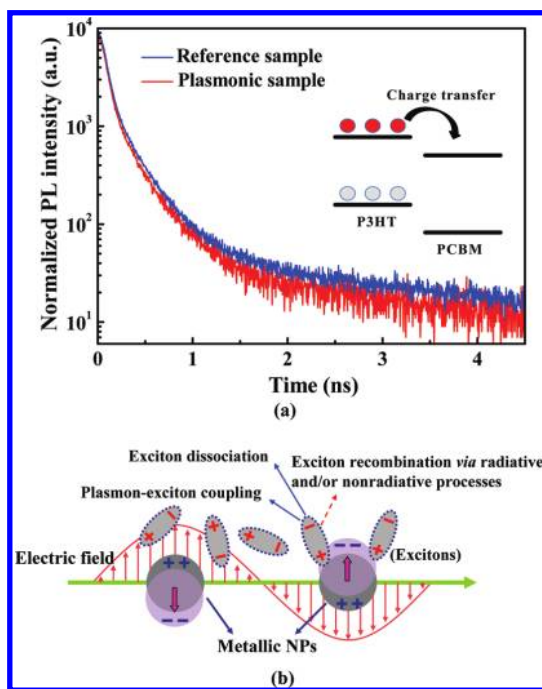 10⁴
Reference sample
Plasmonic sample
Charge transfer
10³
P3HT
PCBM
10²
10¹
Normalized PL intensity (a.u.)
0 1 2 3 4
Time (ns)
(a)
Exciton dissociation
Exciton recombination via radiative
and/or nonradiative processes
Plasmon-exciton coupling
Electric field
(Excitons)
+ +
− −
− −
+ +
Metallic NPs
(b)